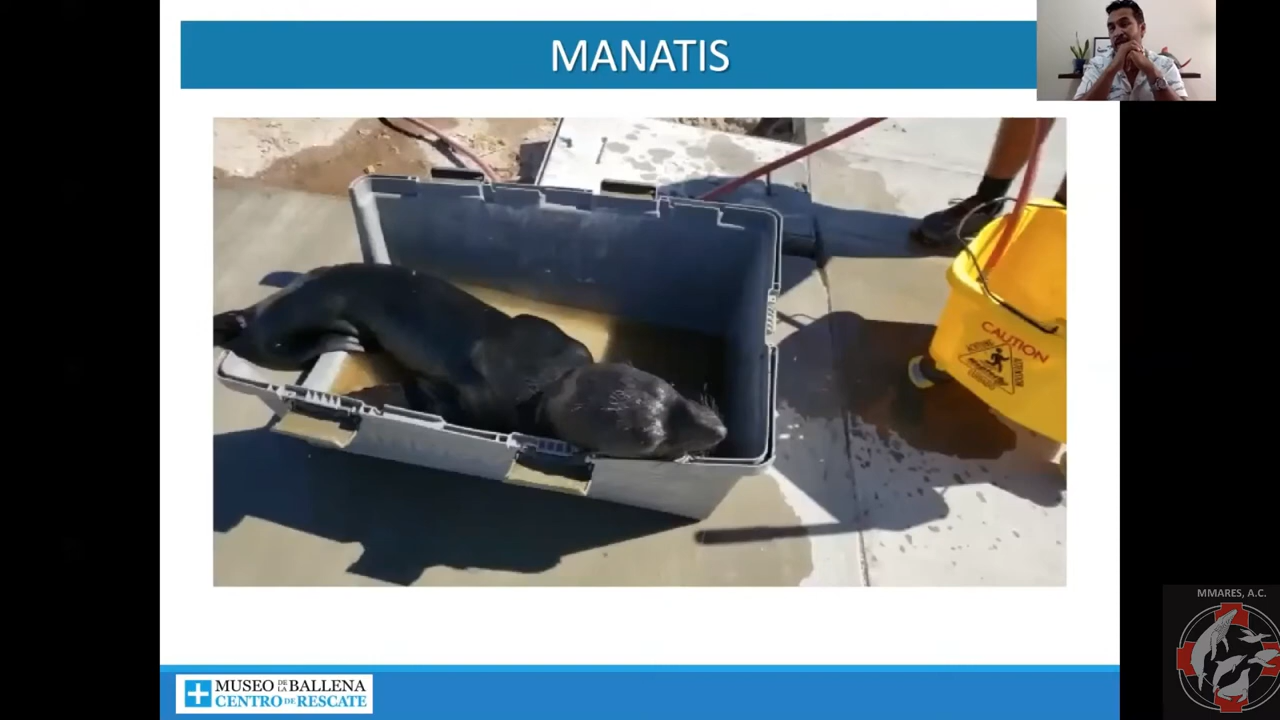 MANATIS
CAUTION
MUSEO DE LA BALLENA
CENTRO DE RESCATE
MMARES, A.C.